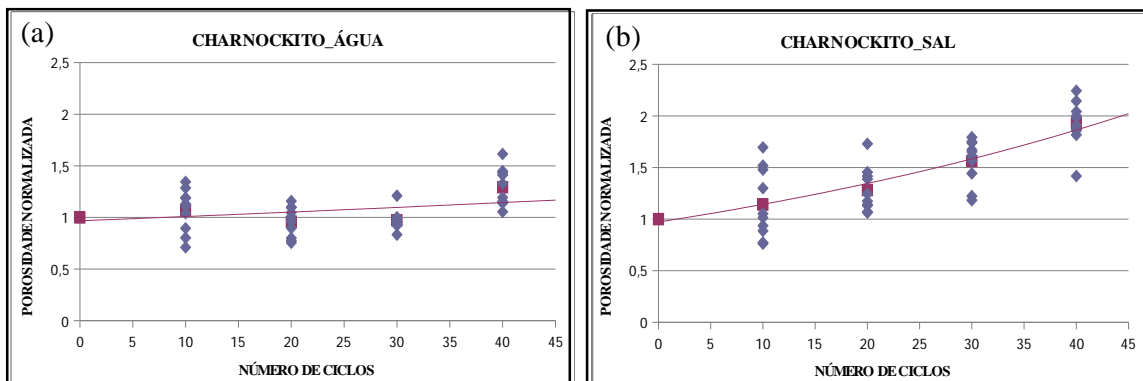 (a)
CHARNOCKITO_ÁGUA
POROSIDADE NORMALIZADA
2,5
2
1,5
1
0,5
0
0 5 10 15 20 25 30 35 40 45
NÚMERO DE CICLOS
(b)
CHARNOCKITO_SAL
POROSIDADE NORMALIZADA
2,5
2
1,5
1
0,5
0
0 5 10 15 20 25 30 35 40 45
NÚMERO DE CICLOS